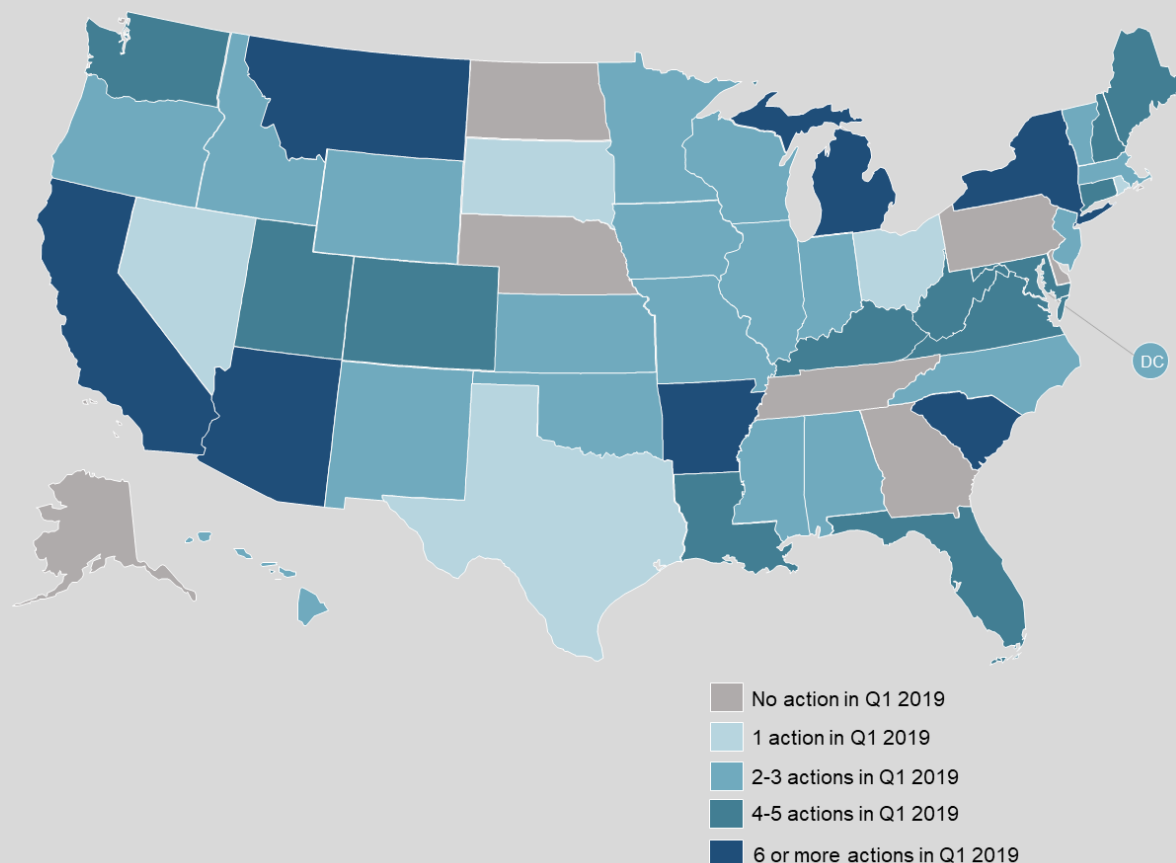 DC
No action in Q1 2019
1 action in Q1 2019
2-3 actions in Q1 2019
4-5 actions in Q1 2019
6 or more actions in Q1 2019